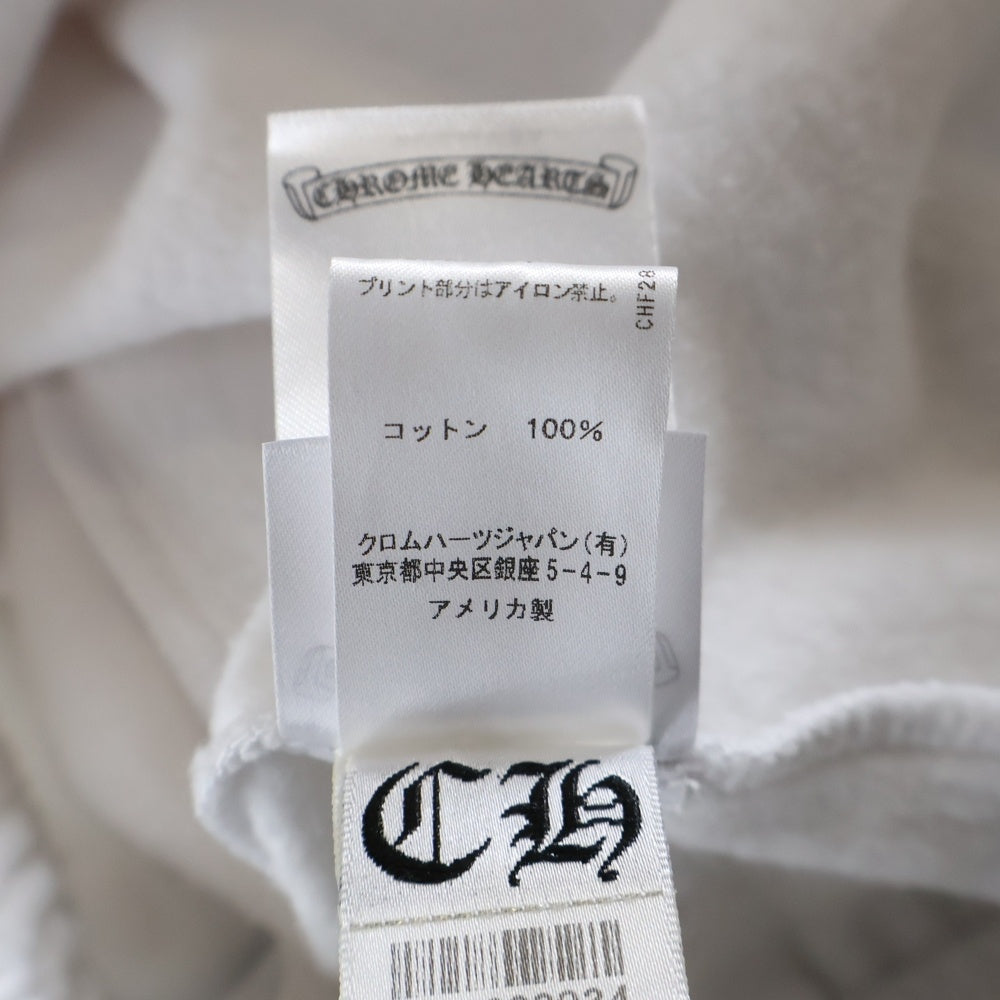 CHROME HEARTS
プリント部分はアイロン禁止。
CHF28
コットン 100%
クロムハーツジャパン(有)
東京都中央区銀座5-4-9
アメリカ製
CH